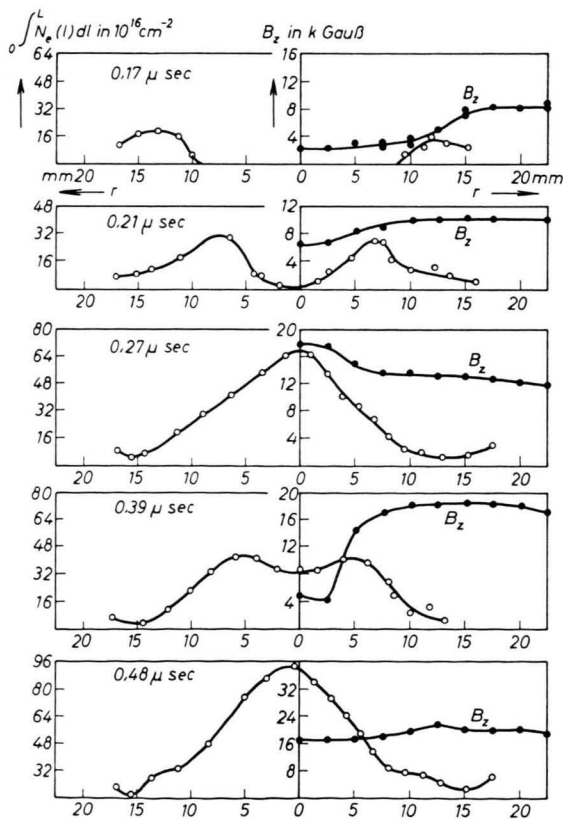 ₀∫ᴸ Nₑ(l) dl in 10¹⁶ cm⁻² B_z in k Gauß
64 16
0,17 μ sec
48 12
32 8 B_z
16 4
mm 20 15 10 5 0 5 10 15 20 mm
r r
48 12
0,21 μ sec
32 8 B_z
16 4
20 15 10 5 0 5 10 15 20
80 20
0,27 μ sec B_z
64
48 12
32 8
16 4
20 15 10 5 0 5 10 15 20
80 20
0,39 μ sec
64 16 B_z
48 12
32
16 4
20 15 10 5 0 5 10 15 20
96
0,48 μ sec
80 32
64 24 B_z
48 16
32 8
20 15 10 5 0 5 10 15 20